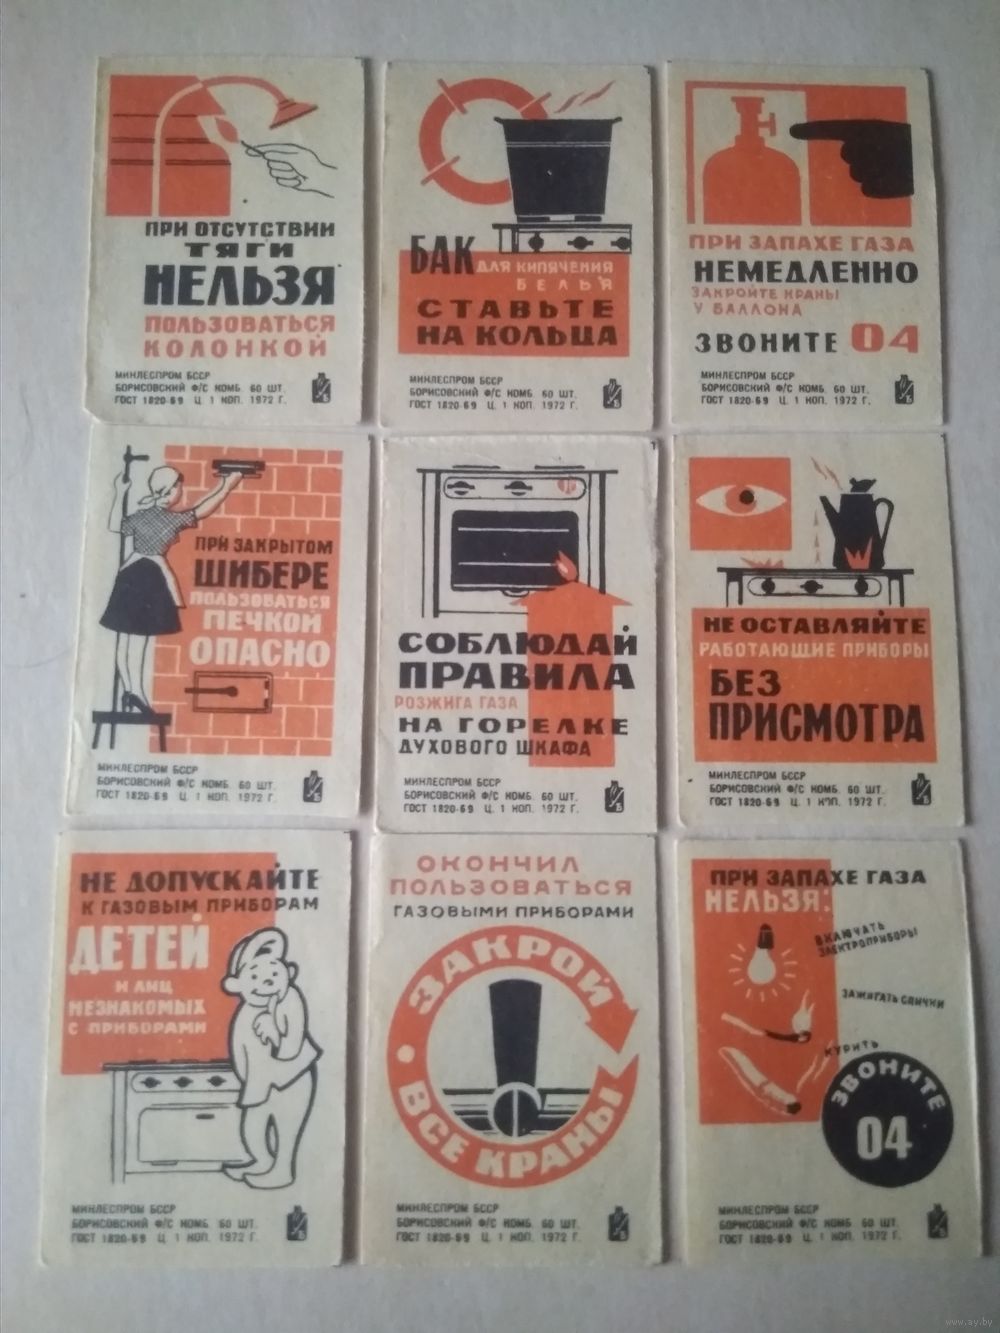 ПРИ ОТСУТСТВИИ
ТЯГИ
НЕЛЬЗЯ
ПОЛЬЗОВАТЬСЯ
КОЛОНКОЙ
МИНЛЕСПРОМ БССР
БОРИСОВСКИЙ Ф/С КОМБ. 60 ШТ.
ГОСТ 1820-69 Ц. 1 КОП. 1972 Г.
БАК ДЛЯ КИПЯЧЕНИЯ
БЕЛЬЯ
СТАВЬТЕ
НА КОЛЬЦА
МИНЛЕСПРОМ БССР
БОРИСОВСКИЙ Ф/С КОМБ. 60 ШТ.
ГОСТ 1820-69 Ц. 1 КОП. 1972 Г.
ПРИ ЗАПАХЕ ГАЗА
НЕМЕДЛЕННО
ЗАКРОЙТЕ КРАНЫ
У БАЛЛОНА
ЗВОНИТЕ 04
МИНЛЕСПРОМ БССР
БОРИСОВСКИЙ Ф/С КОМБ. 60 ШТ.
ГОСТ 1820-69 Ц. 1 КОП. 1972 Г.
ПРИ ЗАКРЫТОМ
ШИБЕРЕ
ПОЛЬЗОВАТЬСЯ
ПЕЧКОЙ
ОПАСНО
МИНЛЕСПРОМ БССР
БОРИСОВСКИЙ Ф/С КОМБ. 60 ШТ.
ГОСТ 1820-69 Ц. 1 КОП. 1972 Г.
СОБЛЮДАЙ
ПРАВИЛА
РОЗЖИГА ГАЗА
НА ГОРЕЛКЕ
ДУХОВОГО ШКАФА
МИНЛЕСПРОМ БССР
БОРИСОВСКИЙ Ф/С КОМБ. 60 ШТ.
ГОСТ 1820-69 Ц. 1 КОП. 1972 Г.
НЕ ОСТАВЛЯЙТЕ
РАБОТАЮЩИЕ ПРИБОРЫ
БЕЗ
ПРИСМОТРА
МИНЛЕСПРОМ БССР
БОРИСОВСКИЙ Ф/С КОМБ. 60 ШТ.
ГОСТ 1820-69 Ц. 1 КОП. 1972 Г.
НЕ ДОПУСКАЙТЕ
К ГАЗОВЫМ ПРИБОРАМ
ДЕТЕЙ
И ЛИЦ
НЕЗНАКОМЫХ
С ПРИБОРАМИ
МИНЛЕСПРОМ БССР
БОРИСОВСКИЙ Ф/С КОМБ. 60 ШТ.
ГОСТ 1820-69 Ц. 1 КОП. 1972 Г.
ОКОНЧИЛ
ПОЛЬЗОВАТЬСЯ
ГАЗОВЫМИ ПРИБОРАМИ
ЗАКРОЙ
ВСЕ КРАНЫ
МИНЛЕСПРОМ БССР
БОРИСОВСКИЙ Ф/С КОМБ. 60 ШТ.
ГОСТ 1820-69 Ц. 1 КОП. 1972 Г.
ПРИ ЗАПАХЕ ГАЗА
НЕЛЬЗЯ:
ВКЛЮЧАТЬ
ЭЛЕКТРОПРИБОРЫ
ЗАЖИГАТЬ СПИЧКИ
КУРИТЬ
ЗВОНИТЕ
04
МИНЛЕСПРОМ БССР
БОРИСОВСКИЙ Ф/С КОМБ. 60 ШТ.
ГОСТ 1820-69 Ц. 1 КОП. 1972 Г.
www.ay.by